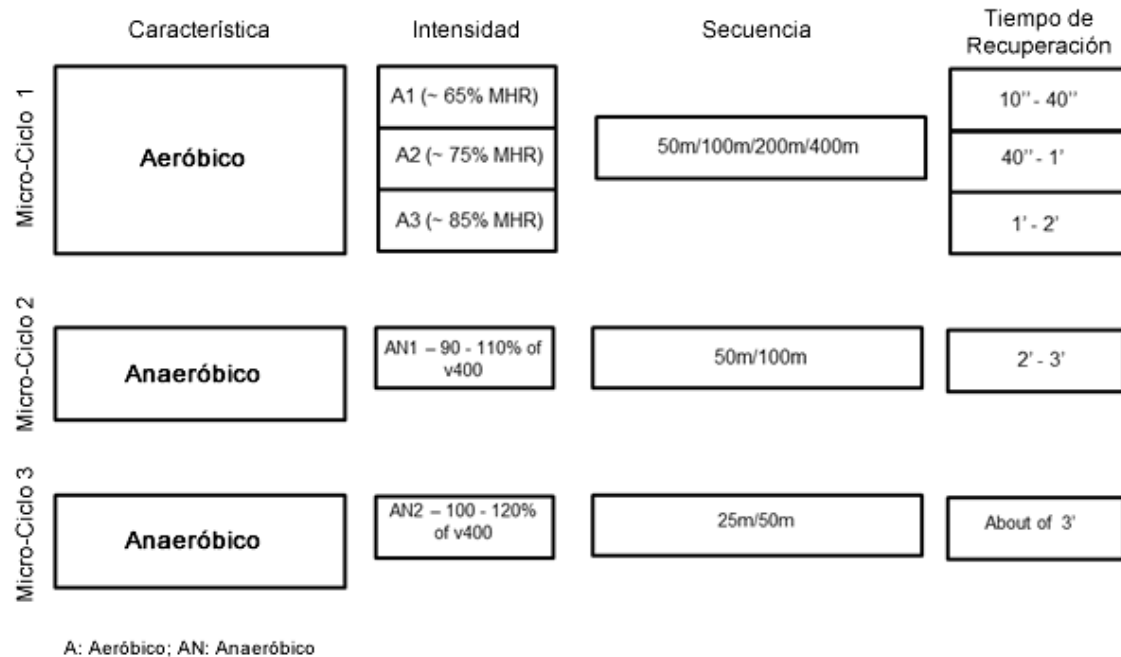 Característica
Intensidad
Secuencia
Tiempo de
Recuperación
Micro-Ciclo 1
Aeróbico
A1 (~ 65% MHR)
A2 (~ 75% MHR)
A3 (~ 85% MHR)
50m/100m/200m/400m
10’’ - 40’’
40’’ - 1’
1’ - 2’
Micro-Ciclo 2
Anaeróbico
AN1 – 90 - 110% of
v400
50m/100m
2’ - 3’
Micro-Ciclo 3
Anaeróbico
AN2 – 100 - 120%
of v400
25m/50m
About of 3’
A: Aeróbico; AN: Anaeróbico